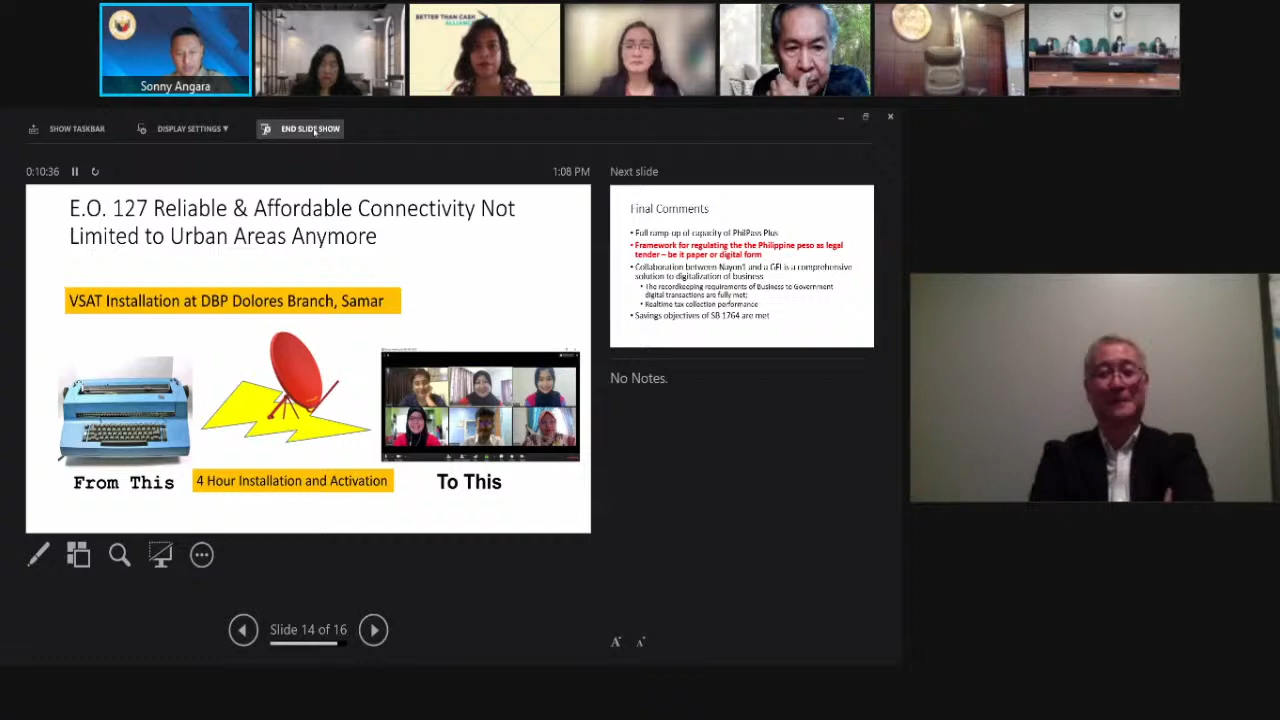 BETTER THAN CASH
ALLIANCE
Sonny Angara
SHOW TASKBAR
DISPLAY SETTINGS ▼
END SLIDE SHOW
0:10:36
1:08 PM
Next slide
E.O. 127 Reliable & Affordable Connectivity Not
Limited to Urban Areas Anymore
VSAT Installation at DBP Dolores Branch, Samar
From This
4 Hour Installation and Activation
To This
Final Comments
• Full ramp-up of capacity of PhilPass Plus
• Framework for regulating the the Philippine peso as legal
tender – be it paper or digital form
• Collaboration between Nayon1 and a GFI is a comprehensive
solution to digitalization of business
• The recordkeeping requirements of Business to Government
digital transactions are fully met;
• Realtime tax collection performance
• Savings objectives of SB 1764 are met
No Notes.
Slide 14 of 16
A A